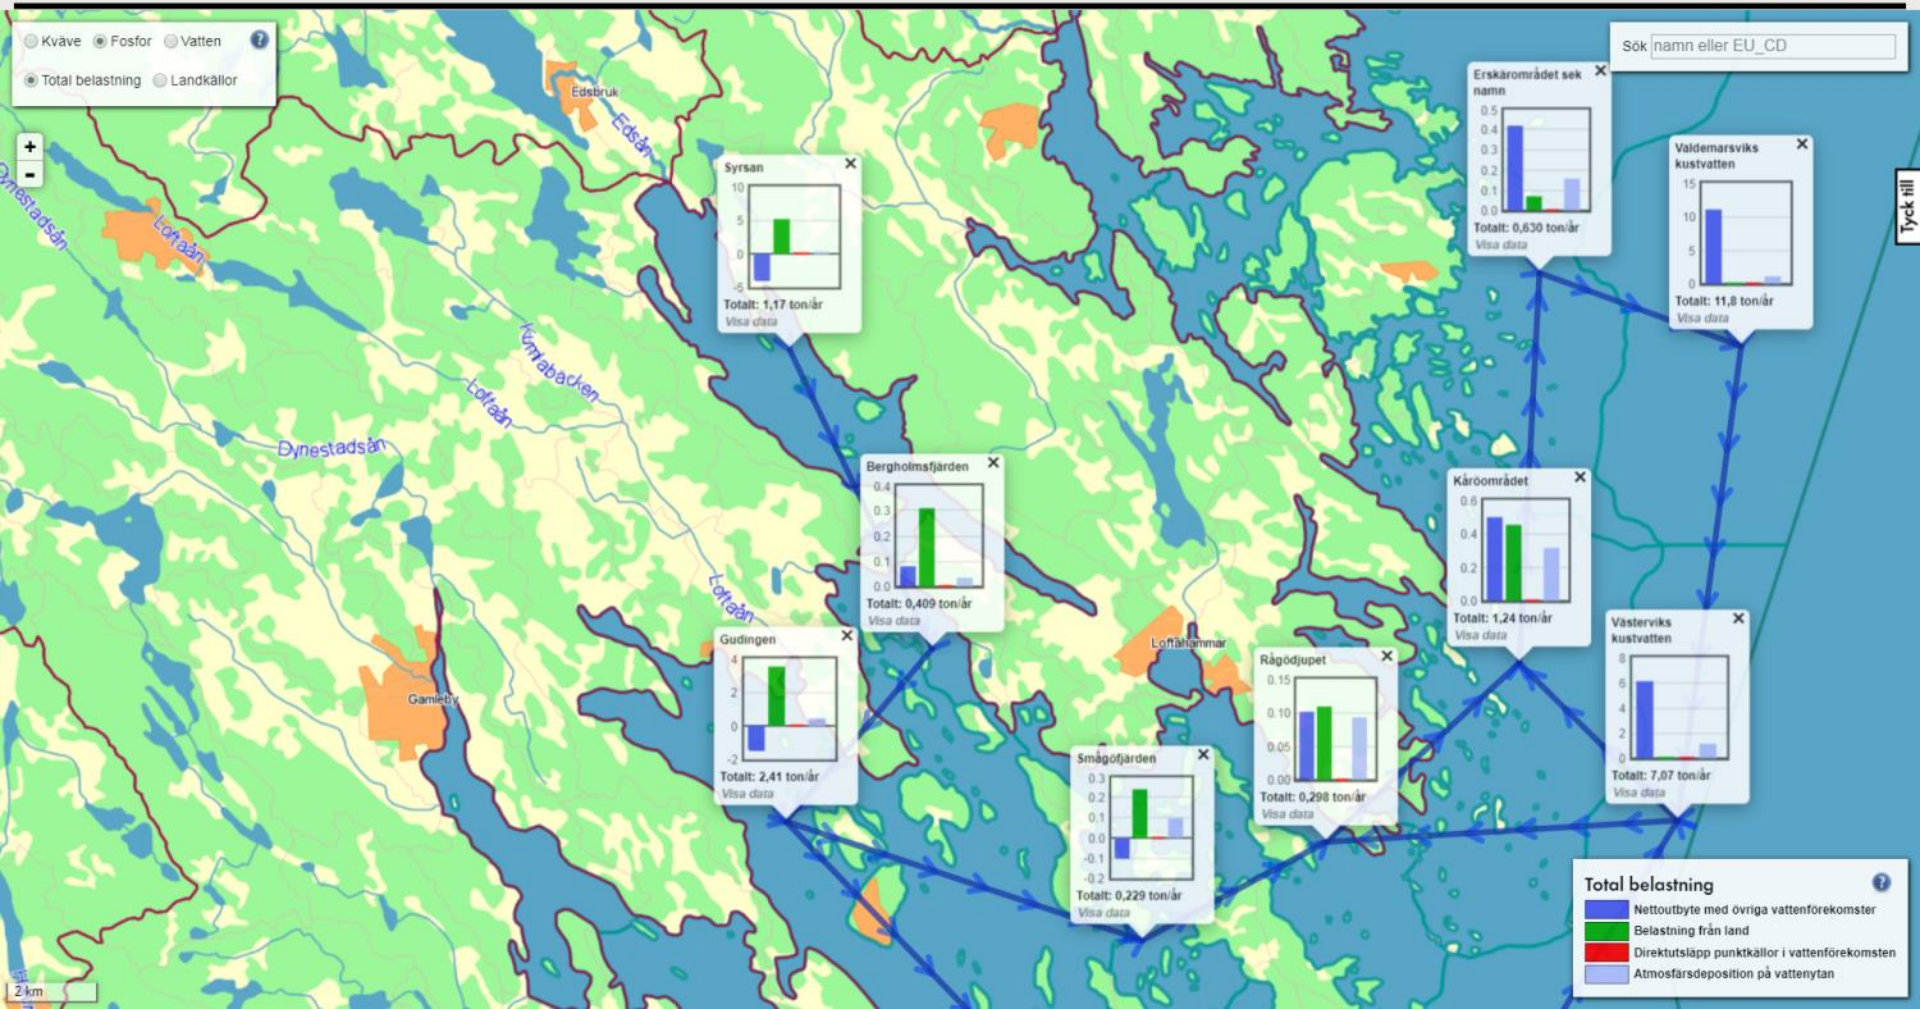 Kväve Fosfor Vatten ?
Total belastning Landkällor
+
-
Sök namn eller EU_CD
Tyck till
Edsbruk
Edsån
Dynestadsån
Loftaån
Komlabäcken
Loftaån
Dynestadsån
Loftaån
Gamleby
Loftahammar
Syrsan
10
5
0
-5
Totalt: 1,17 ton/år
Visa data
Erskärområdet sek
namn
0.5
0.4
0.3
0.2
0.1
0.0
Totalt: 0,630 ton/år
Visa data
Valdemarsviks
kustvatten
15
10
5
0
Totalt: 11,8 ton/år
Visa data
Bergholmsfjärden
0.4
0.3
0.2
0.1
0.0
Totalt: 0,409 ton/år
Visa data
Kåröområdet
0.6
0.4
0.2
0.0
Totalt: 1,24 ton/år
Visa data
Gudingen
4
2
0
-2
Totalt: 2,41 ton/år
Visa data
Rågödjupet
0.15
0.10
0.05
0.00
Totalt: 0,298 ton/år
Visa data
Västerviks
kustvatten
8
6
4
2
0
Totalt: 7,07 ton/år
Visa data
Smågöfjärden
0.3
0.2
0.1
0.0
-0.1
-0.2
Totalt: 0,229 ton/år
Visa data
Total belastning ?
Nettoutbyte med övriga vattenförekomster
Belastning från land
Direktutsläpp punktkällor i vattenförekomsten
Atmosfärsdeposition på vattenytan
2 km